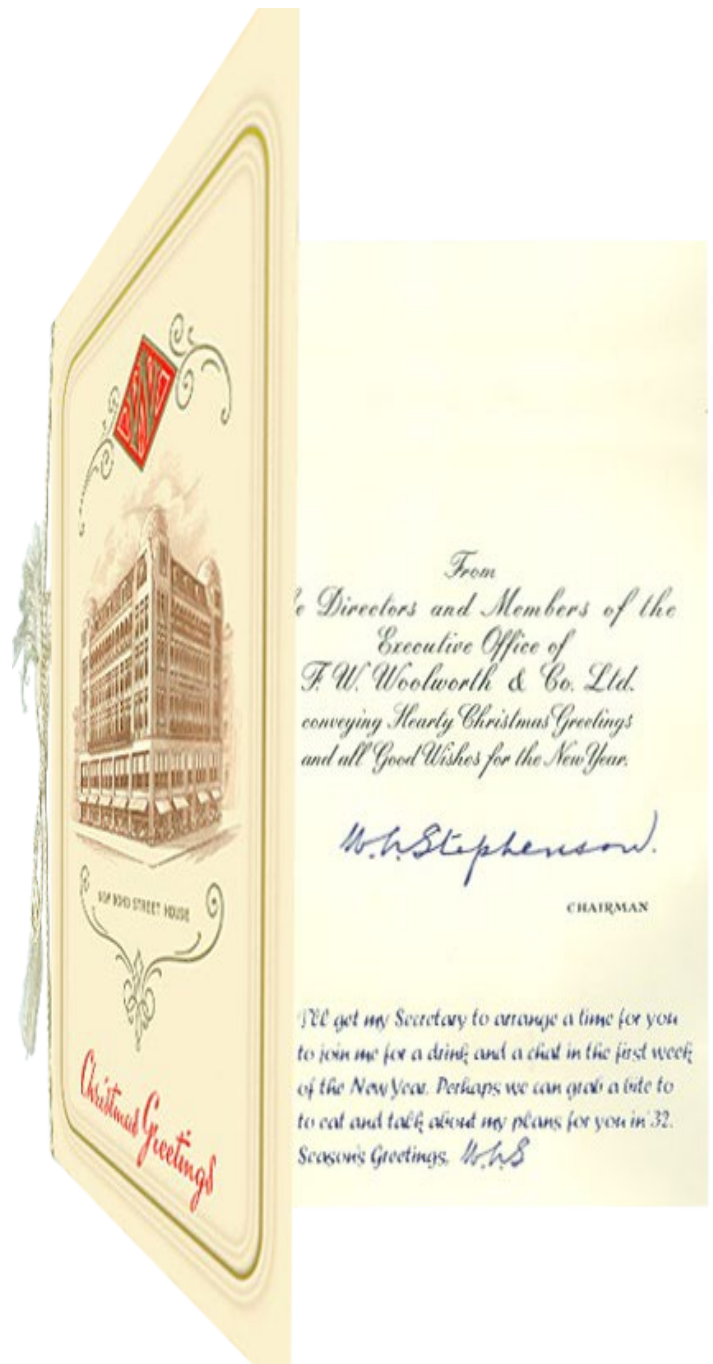 NEW BOND STREET HOUSE
Christmas Greetings
From
e Directors and Members of the
Executive Office of
F. W. Woolworth & Co. Ltd.
conveying Hearty Christmas Greetings
and all Good Wishes for the New Year.
W.L.Stephenson.
CHAIRMAN
I'll get my Secretary to arrange a time for you
to join me for a drink and a chat in the first week
of the New Year. Perhaps we can grab a bite to
to eat and talk about my plans for you in '32.
Season's Greetings, W.L.S